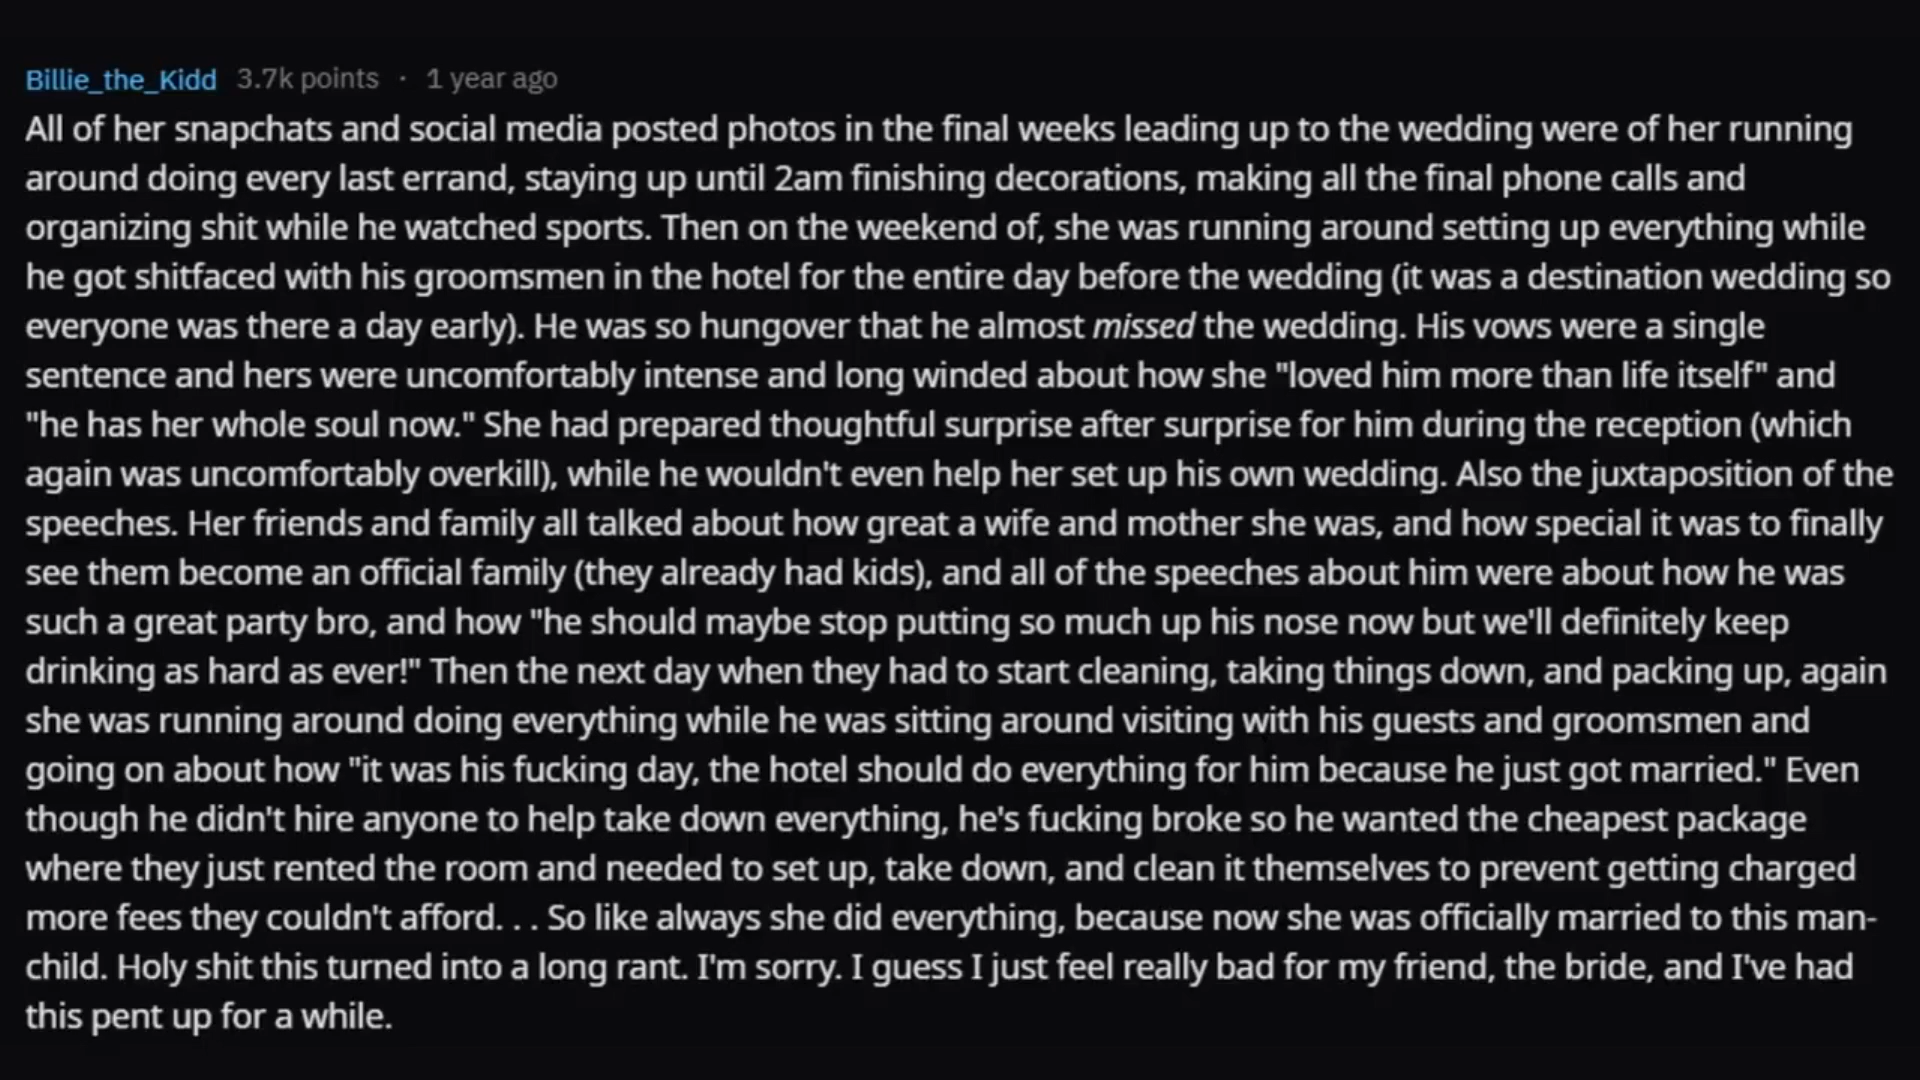 Billie_the_Kidd 3.7k points · 1 year ago
All of her snapchats and social media posted photos in the final weeks leading up to the wedding were of her running
around doing every last errand, staying up until 2am finishing decorations, making all the final phone calls and
organizing shit while he watched sports. Then on the weekend of, she was running around setting up everything while
he got shitfaced with his groomsmen in the hotel for the entire day before the wedding (it was a destination wedding so
everyone was there a day early). He was so hungover that he almost missed the wedding. His vows were a single
sentence and hers were uncomfortably intense and long winded about how she "loved him more than life itself" and
"he has her whole soul now." She had prepared thoughtful surprise after surprise for him during the reception (which
again was uncomfortably overkill), while he wouldn't even help her set up his own wedding. Also the juxtaposition of the
speeches. Her friends and family all talked about how great a wife and mother she was, and how special it was to finally
see them become an official family (they already had kids), and all of the speeches about him were about how he was
such a great party bro, and how "he should maybe stop putting so much up his nose now but we'll definitely keep
drinking as hard as ever!" Then the next day when they had to start cleaning, taking things down, and packing up, again
she was running around doing everything while he was sitting around visiting with his guests and groomsmen and
going on about how "it was his fucking day, the hotel should do everything for him because he just got married." Even
though he didn't hire anyone to help take down everything, he's fucking broke so he wanted the cheapest package
where they just rented the room and needed to set up, take down, and clean it themselves to prevent getting charged
more fees they couldn't afford. . . So like always she did everything, because now she was officially married to this man-
child. Holy shit this turned into a long rant. I'm sorry. I guess I just feel really bad for my friend, the bride, and I've had
this pent up for a while.